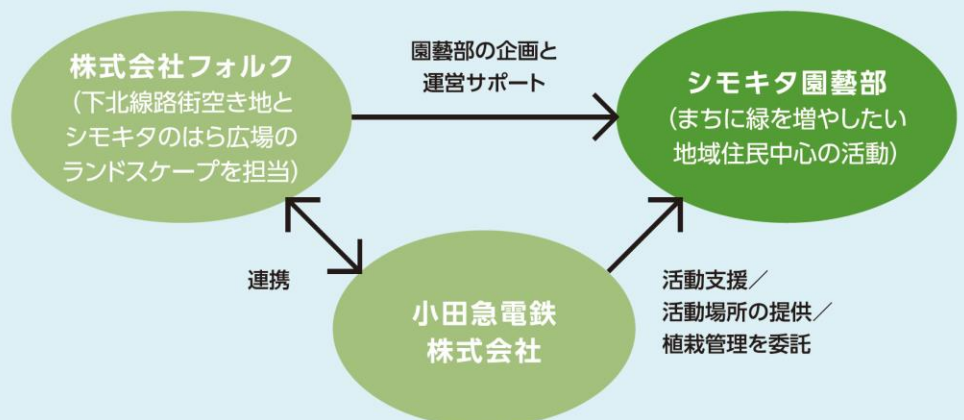 株式会社フォルク
(下北線路街空き地と
シモキタのはら広場の
ランドスケープを担当)
園藝部の企画と
運営サポート
シモキタ園藝部
(まちに緑を増やしたい
地域住民中心の活動)
連携
小田急電鉄
株式会社
活動支援/
活動場所の提供/
植栽管理を委託